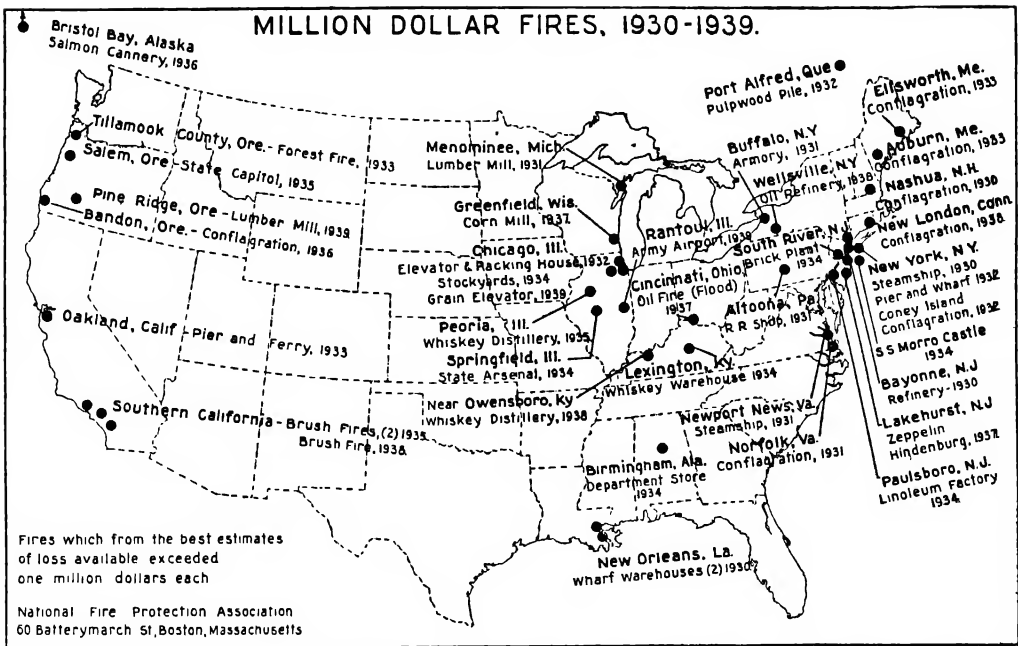 MILLION DOLLAR FIRES, 1930-1939.
Bristol Bay, Alaska
Salmon Cannery, 1936
Tillamook County, Ore.- Forest Fire, 1933
Salem, Ore.-State Capitol, 1935
Pine Ridge, Ore-Lumber Mill, 1939
Bandon, Ore.-Conflagration, 1936
Oakland, Calif-Pier and Ferry, 1933
Southern California-Brush Fires, (2) 1935
Brush Fire, 1938
Menominee, Mich
Lumber Mill, 1931
Greenfield, Wis.
Corn Mill, 1937
Chicago, Ill.
Elevator & Packing House, 1932
Stockyards, 1934
Grain Elevator, 1939
Peoria, Ill.
Whiskey Distillery, 1935
Springfield, Ill.
State Arsenal, 1934
Near Owensboro, Ky
Whiskey Distillery, 1938
Rantoul, Ill.
Army Airport, 1939
Cincinnati, Ohio
Oil Fire (Flood)
1937
Lexington, Ky
Whiskey Warehouse 1934
Birmingham, Ala.
Department Store
1934
New Orleans, La.
Wharf Warehouses (2) 1930
Port Alfred, Que
Pulpwood Pile, 1932
Buffalo, N.Y
Armory, 1931
Wellsville, NY
Oil Refinery, 1938
South River, N.J.
Brick Plant
1934
Altoona, Pa
R R Shop, 1931
Newport News, Va.
Steamship, 1931
Norfolk, Va.
Conflagration, 1931
Ellsworth, Me.
Conflagration, 1933
Auburn, Me.
Conflagration, 1933
Nashua, N.H.
Conflagration, 1930
New London, Conn
Conflagration, 1938
New York, N.Y.
Steamship, 1930
Pier and Wharf 1932
Coney Island
Conflagration, 1932
S S Morro Castle
1934
Bayonne, N.J
Refinery-1930
Lakehurst, N.J
Zeppelin
Hindenburg, 1937
Paulsboro, N.J.
Linoleum Factory
1934
Fires which from the best estimates
of loss available exceeded
one million dollars each
National Fire Protection Association
60 Batterymarch St, Boston, Massachusetts